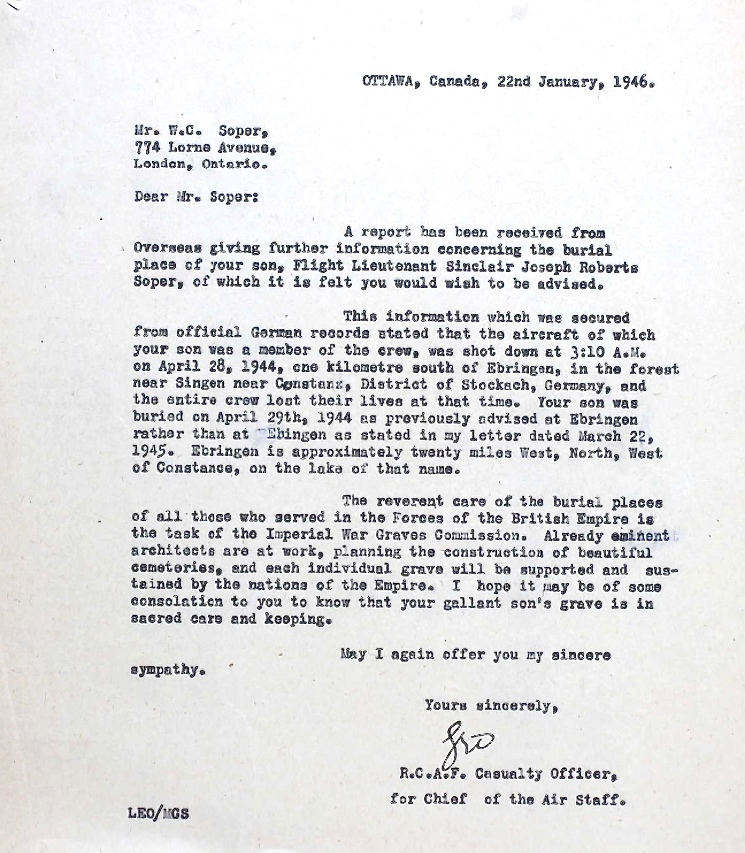 OTTAWA, Canada, 22nd January, 1946.
Mr. W.C. Soper,
774 Lorne Avenue,
London, Ontario.
Dear Mr. Soper:
A report has been received from
Overseas giving further information concerning the burial
place of your son, Flight Lieutenant Sinclair Joseph Roberts
Soper, of which it is felt you would wish to be advised.
This information which was secured
from official German records stated that the aircraft of which
your son was a member of the crew, was shot down at 3:10 A.M.
on April 28, 1944, one kilometre south of Ebringen, in the forest
near Singen near Constanz, District of Stockach, Germany, and
the entire crew lost their lives at that time. Your son was
buried on April 29th, 1944 as previously advised at Ebringen
rather than at Ebingen as stated in my letter dated March 22,
1945. Ebringen is approximately twenty miles West, North, West
of Constance, on the lake of that name.
The reverent care of the burial places
of all those who served in the Forces of the British Empire is
the task of the Imperial War Graves Commission. Already eminent
architects are at work, planning the construction of beautiful
cemeteries, and each individual grave will be supported and sus-
tained by the nations of the Empire. I hope it may be of some
consolation to you to know that your gallant son's grave is in
sacred care and keeping.
May I again offer you my sincere
sympathy.
Yours sincerely,
R.C.A.F. Casualty Officer,
for Chief of the Air Staff.
LEO/MGS